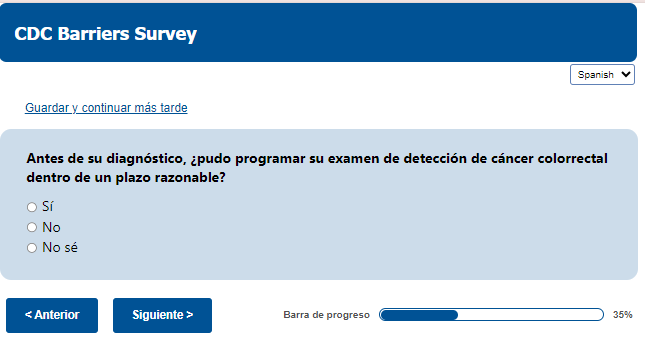 CDC Barriers Survey
Spanish
Guardar y continuar más tarde
Antes de su diagnóstico, ¿pudo programar su examen de detección de cáncer colorrectal
dentro de un plazo razonable?
Sí
No
No sé
< Anterior
Siguiente >
Barra de progreso
35%